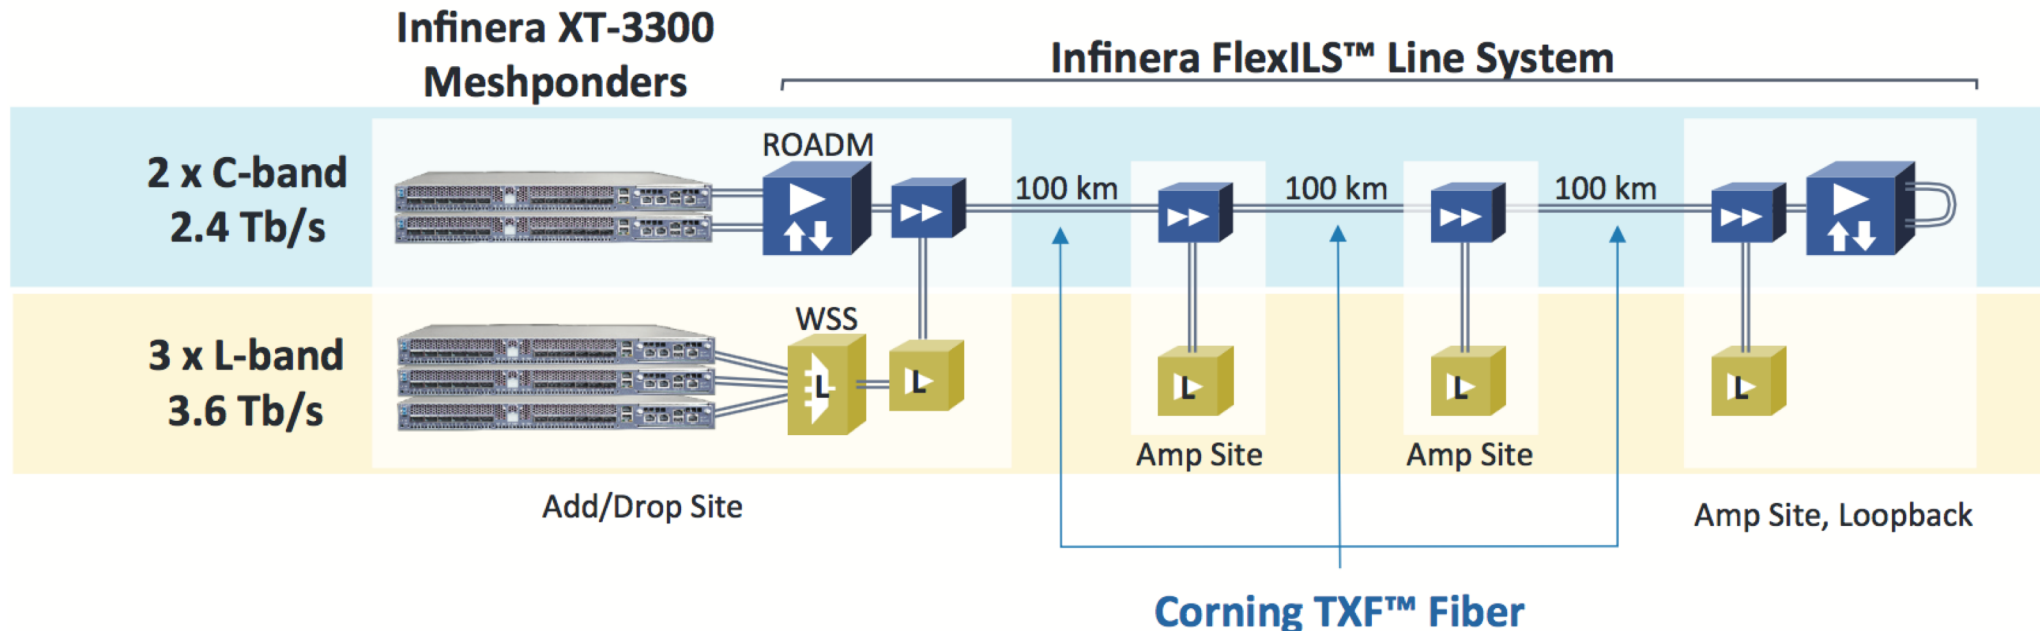 Infinera XT-3300
Meshponders
Infinera FlexILS™ Line System
2 x C-band
2.4 Tb/s
ROADM
100 km
100 km
100 km
3 x L-band
3.6 Tb/s
WSS
L
L
L
L
L
Amp Site
Amp Site
Add/Drop Site
Amp Site, Loopback
Corning TXF™ Fiber